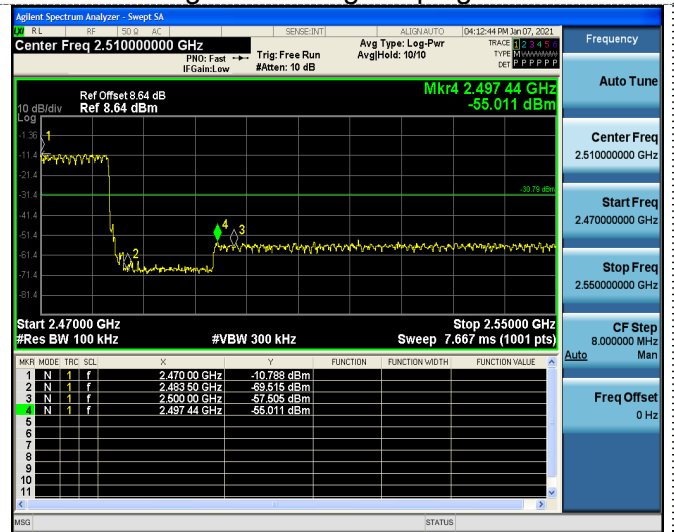 Agilent Spectrum Analyzer - Swept SA
RL RF 50 Ω AC SENSE:INT ALIGNAUTO 04:12:44 PM Jan 07, 2021
Center Freq 2.510000000 GHz
PNO: Fast
IFGain:Low
Trig: Free Run
#Atten: 10 dB
Avg Type: Log-Pwr
Avg|Hold: 10/10
TRACE 1 2 3 4 5 6
TYPE M
DET P P P P P P
Frequency
Ref Offset 8.64 dB
10 dB/div Ref 8.64 dBm
Log
Mkr4 2.497 44 GHz
-55.011 dBm
-1.36
-11.4
-21.4
-31.4
-41.4
-51.4
-61.4
-71.4
-81.4
1
2
3
4
-30.79 dBm
Start 2.47000 GHz Stop 2.55000 GHz
#Res BW 100 kHz #VBW 300 kHz Sweep 7.667 ms (1001 pts)
MKR MODE TRC SCL X Y FUNCTION FUNCTION WIDTH FUNCTION VALUE
1 N 1 f 2.470 00 GHz -10.788 dBm
2 N 1 f 2.483 50 GHz -69.515 dBm
3 N 1 f 2.500 00 GHz -57.505 dBm
4 N 1 f 2.497 44 GHz -55.011 dBm
5
6
7
8
9
10
11
MSG STATUS
Auto Tune
Center Freq
2.510000000 GHz
Start Freq
2.470000000 GHz
Stop Freq
2.550000000 GHz
CF Step
8.000000 MHz
Auto Man
Freq Offset
0 Hz